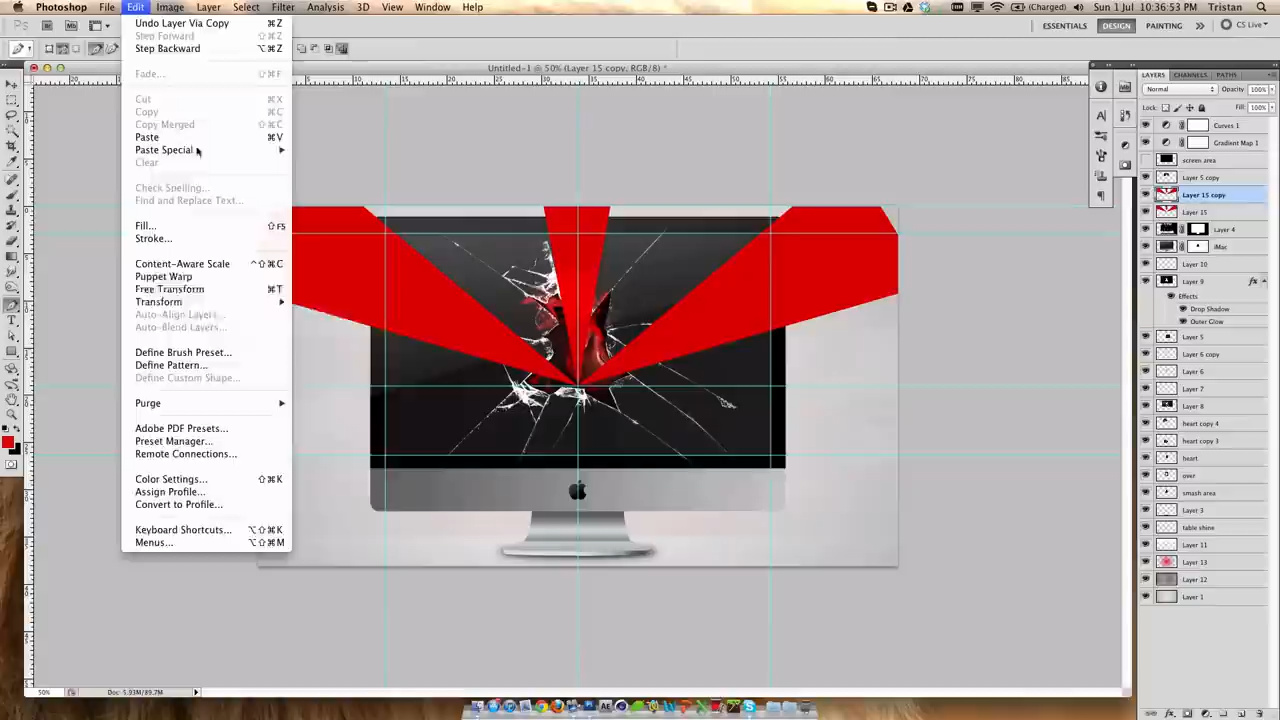 Photoshop File Edit Image Layer Select Filter Analysis 3D View Window Help (Charged) Sun 1 Jul 10:36:53 pm Tristan
ESSENTIALS DESIGN PAINTING CS Live
Untitled-1 @ 50% (Layer 15 copy, RGB/8) *
Undo Layer Via Copy ⌘Z
Step Forward ⇧⌘Z
Step Backward ⌥⌘Z
Fade... ⇧⌘F
Cut ⌘X
Copy ⌘C
Copy Merged ⇧⌘C
Paste ⌘V
Paste Special
Clear
Check Spelling...
Find and Replace Text...
Fill... ⇧F5
Stroke...
Content-Aware Scale ^⇧⌘C
Puppet Warp
Free Transform ⌘T
Transform
Auto-Align Layers...
Auto-Blend Layers...
Define Brush Preset...
Define Pattern...
Define Custom Shape...
Purge
Adobe PDF Presets...
Preset Manager...
Remote Connections...
Color Settings... ⇧⌘K
Assign Profile...
Convert to Profile...
Keyboard Shortcuts... ⌥⇧⌘K
Menus... ⌥⇧⌘M
LAYERS CHANNELS PATHS
Normal Opacity: 100%
Lock: Fill: 100%
Curves 1
Gradient Map 1
screen area
Layer 5 copy
Layer 15 copy
Layer 15
Layer 4
iMac
Layer 10
Layer 9 fx
Effects
Drop Shadow
Outer Glow
Layer 5
Layer 6 copy
Layer 6
Layer 7
Layer 8
heart copy 4
heart copy 3
heart
over
smash area
Layer 3
table shine
Layer 11
Layer 13
Layer 12
Layer 1
50%